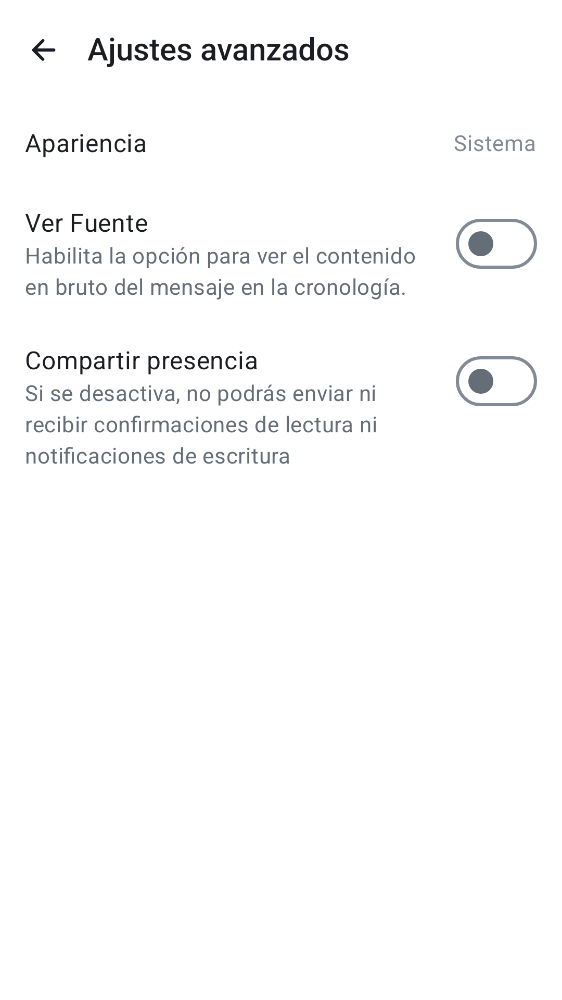 Ajustes avanzados
Apariencia
Sistema
Ver Fuente
Habilita la opción para ver el contenido
en bruto del mensaje en la cronología.
Compartir presencia
Si se desactiva, no podrás enviar ni
recibir confirmaciones de lectura ni
notificaciones de escritura